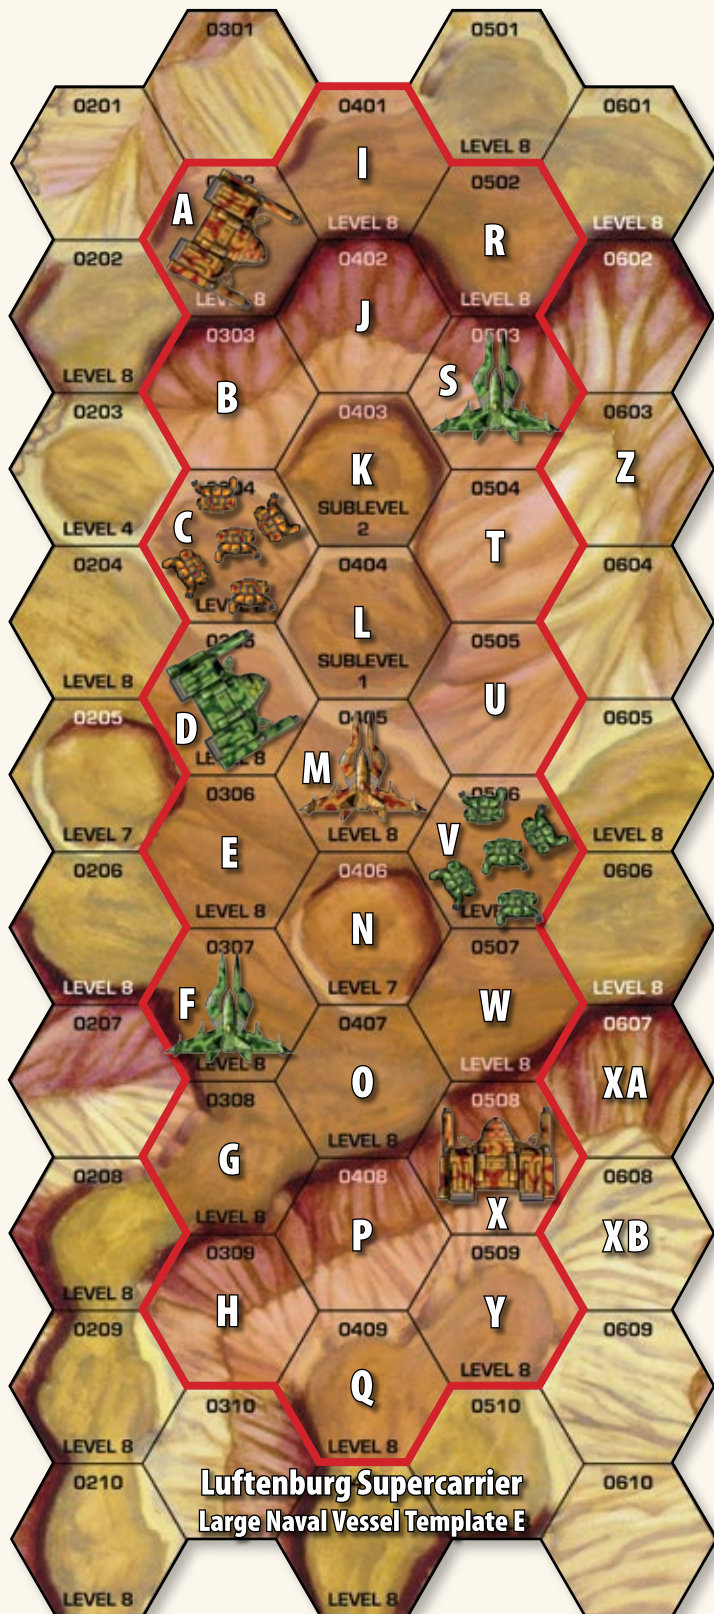 0301
0501
0201
0401
0601
LEVEL 8
I
A
0502
LEVEL 8
LEVEL 8
R
0202
0402
0602
LEVEL 8
J
0303
0503
LEVEL 8
S
B
0203
0403
0603
K
Z
SUBLEVEL
2
0504
LEVEL 4
C
T
0204
0404
0604
L
SUBLEVEL
1
0505
LEVEL 8
U
D
0205
0405
0605
M
8
0306
LEVEL 7
LEVEL 8
LEVEL 8
V
E
0206
0406
0606
LEVEL 8
N
0307
0507
LEVEL 8
LEVEL 7
LEVEL 8
F
W
0207
0407
0607
LEVEL 8
LEVEL 8
O
XA
0308
0508
LEVEL 8
G
0208
0408
0608
LEVEL 8
X
P
XB
0309
0509
LEVEL 8
H
Y
0209
0409
0609
LEVEL 8
Q
0310
0510
LEVEL 8
LEVEL 8
0210
0610
Luftenburg Supercarrier
Large Naval Vessel Template E
LEVEL 8
LEVEL 8